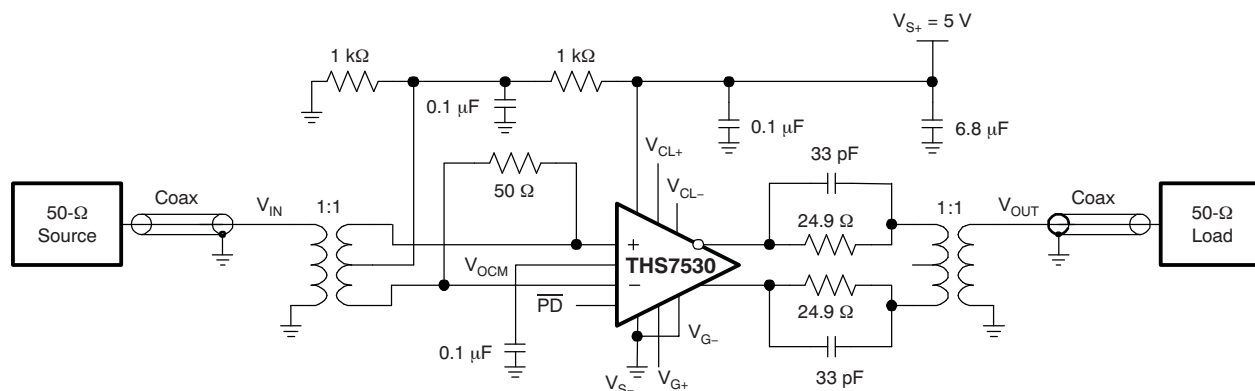 V_S+ = 5 V
1 kΩ
1 kΩ
0.1 μF
0.1 μF
6.8 μF
33 pF
V_CL+
V_CL−
50 Ω
50-Ω
Source
Coax
V_IN
1:1
24.9 Ω
1:1
V_OUT
Coax
50-Ω
Load
V_OCM
+
THS7530
−
PD
24.9 Ω
V_G−
0.1 μF
V_S−
V_G+
33 pF